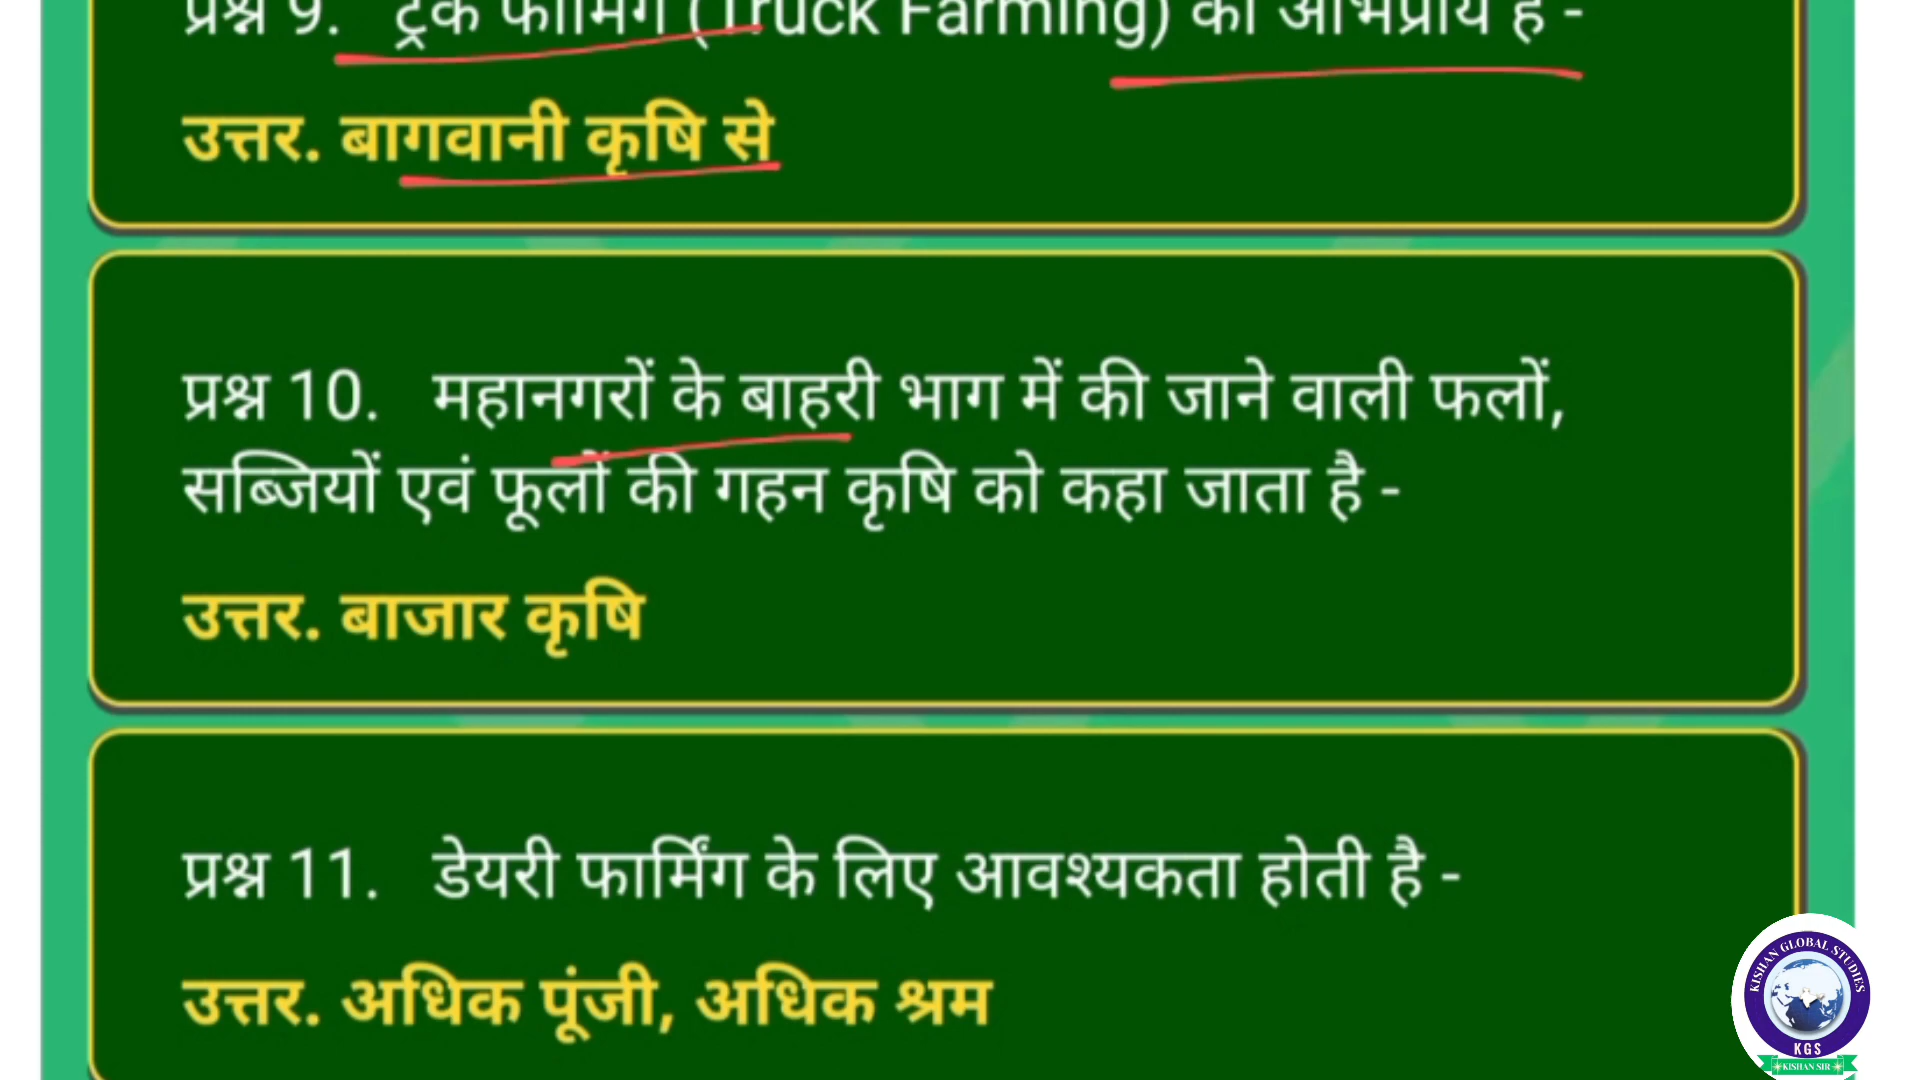 प्रश्न 9. ट्रक फार्मिंग (Truck Farming) का अभिप्राय है -
उत्तर. बागवानी कृषि से
प्रश्न 10. महानगरों के बाहरी भाग में की जाने वाली फलों,
सब्जियों एवं फूलों की गहन कृषि को कहा जाता है -
उत्तर. बाजार कृषि
प्रश्न 11. डेयरी फार्मिंग के लिए आवश्यकता होती है -
उत्तर. अधिक पूंजी, अधिक श्रम
KISHAN GLOBAL STUDIES
KGS
KISHAN SIR